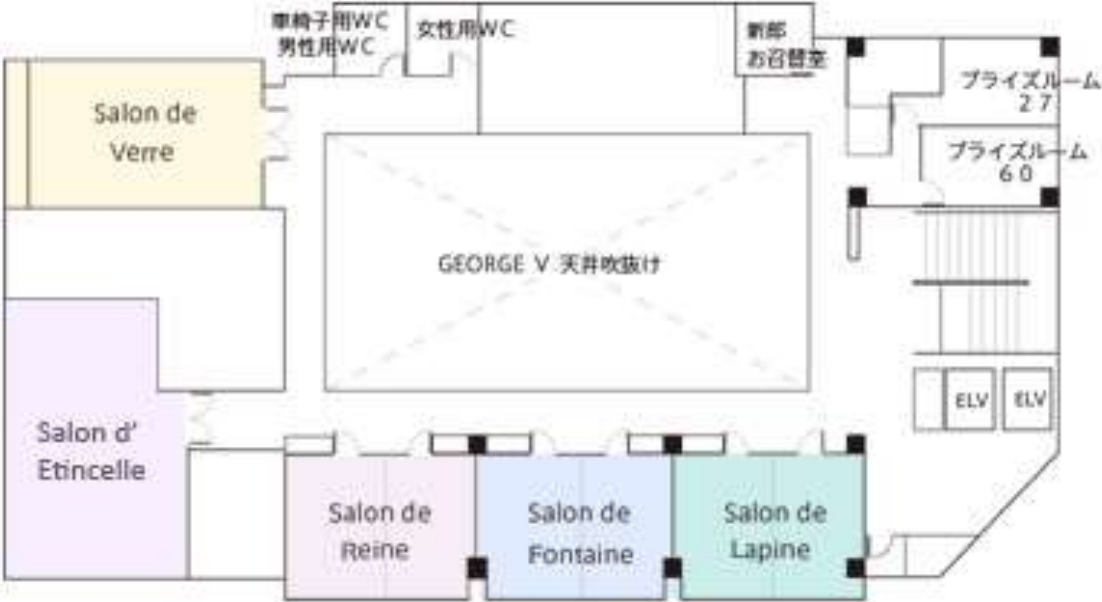 車椅子用WC
男性用WC
女性用WC
新郎
お召替室
ブライズルーム
27
ブライズルーム
60
Salon de
Verre
GEORGE V 天井吹抜け
ELV
ELV
Salon d'
Etincelle
Salon de
Reine
Salon de
Fontaine
Salon de
Lapine